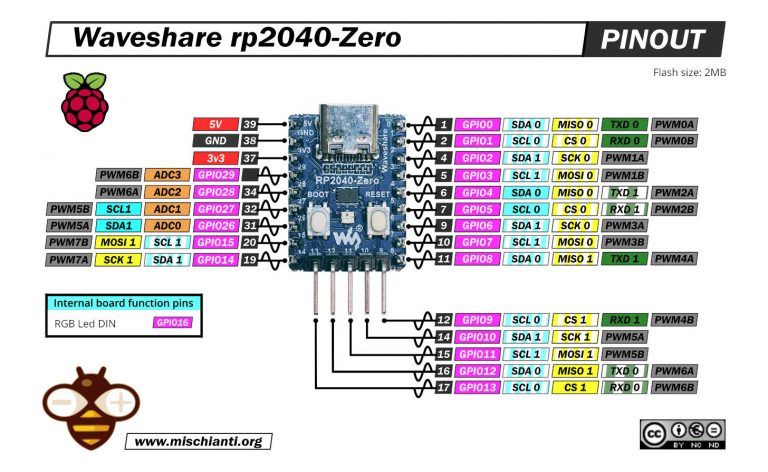 Waveshare rp2040-Zero PINOUT
Flash size: 2MB
5V 39
GND 38
3v3 37
PWM6B ADC3 GPIO29
PWM6A ADC2 GPIO28 34
PWM5B SCL1 ADC1 GPIO27 32
PWM5A SDA1 ADC0 GPIO26 31
PWM7B MOSI 1 SCL 1 GPIO15 20
PWM7A SCK 1 SDA 1 GPIO14 19
5V
GND
3V3
Waveshare
RP2040-Zero
BOOT RESET
13 12 11 10 9
1 GPIO0 SDA 0 MISO 0 TXD 0 PWM0A
2 GPIO1 SCL 0 CS 0 RXD 0 PWM0B
4 GPIO2 SDA 1 SCK 0 PWM1A
5 GPIO3 SCL 1 MOSI 0 PWM1B
6 GPIO4 SDA 0 MISO 0 TXD 1 PWM2A
7 GPIO5 SCL 0 CS 0 RXD 1 PWM2B
9 GPIO6 SDA 1 SCK 0 PWM3A
10 GPIO7 SCL 1 MOSI 0 PWM3B
11 GPIO8 SDA 0 MISO 1 TXD 1 PWM4A
12 GPIO9 SCL 0 CS 1 RXD 1 PWM4B
14 GPIO10 SDA 1 SCK 1 PWM5A
15 GPIO11 SCL 1 MOSI 1 PWM5B
16 GPIO12 SDA 0 MISO 1 TXD 0 PWM6A
17 GPIO13 SCL 0 CS 1 RXD 0 PWM6B
Internal board function pins
RGB Led DIN GPIO16
www.mischianti.org
cc
BY NC ND